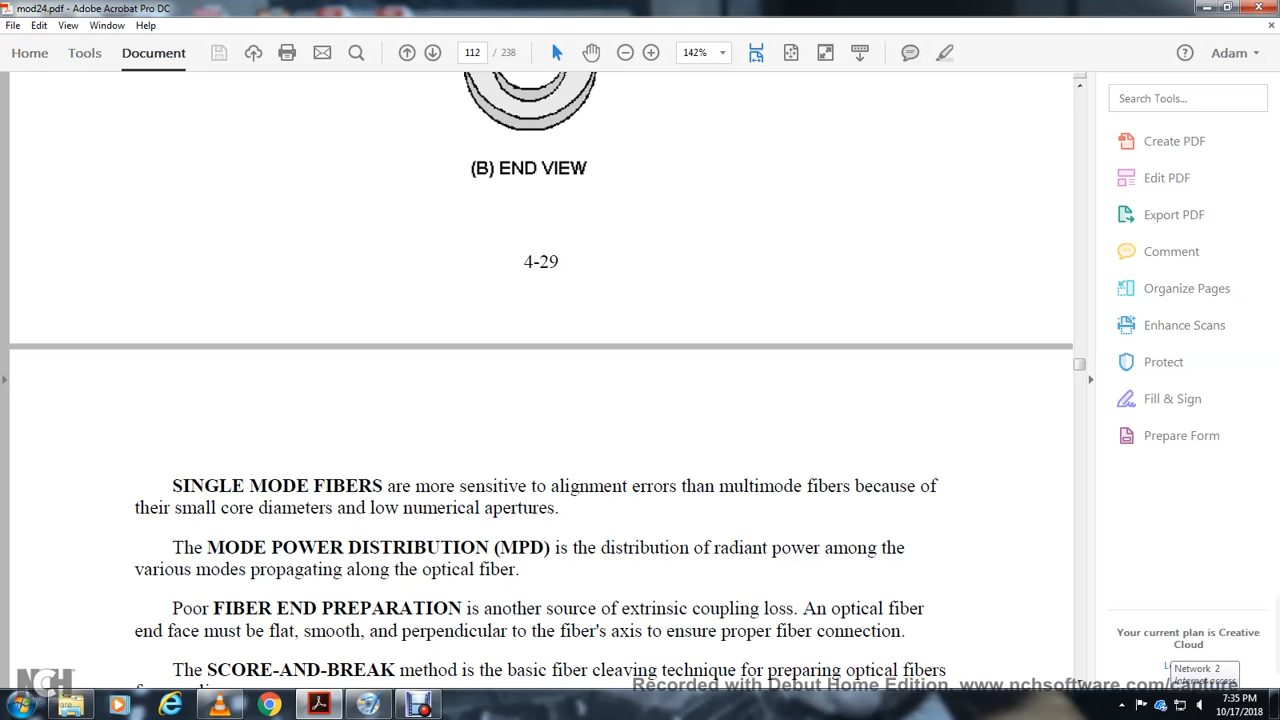 mod24.pdf - Adobe Acrobat Pro DC
File Edit View Window Help
Home Tools Document 112 / 238 142% Adam
(B) END VIEW
4-29
SINGLE MODE FIBERS are more sensitive to alignment errors than multimode fibers because of
their small core diameters and low numerical apertures.
The MODE POWER DISTRIBUTION (MPD) is the distribution of radiant power among the
various modes propagating along the optical fiber.
Poor FIBER END PREPARATION is another source of extrinsic coupling loss. An optical fiber
end face must be flat, smooth, and perpendicular to the fiber's axis to ensure proper fiber connection.
The SCORE-AND-BREAK method is the basic fiber cleaving technique for preparing optical fibers
Search Tools...
Create PDF
Edit PDF
Export PDF
Comment
Organize Pages
Enhance Scans
Protect
Fill & Sign
Prepare Form
Your current plan is Creative
Cloud
Network 2
Internet access
NCH
Recorded with Debut Home Edition. www.nchsoftware.com/capture
7:35 PM
10/17/2018